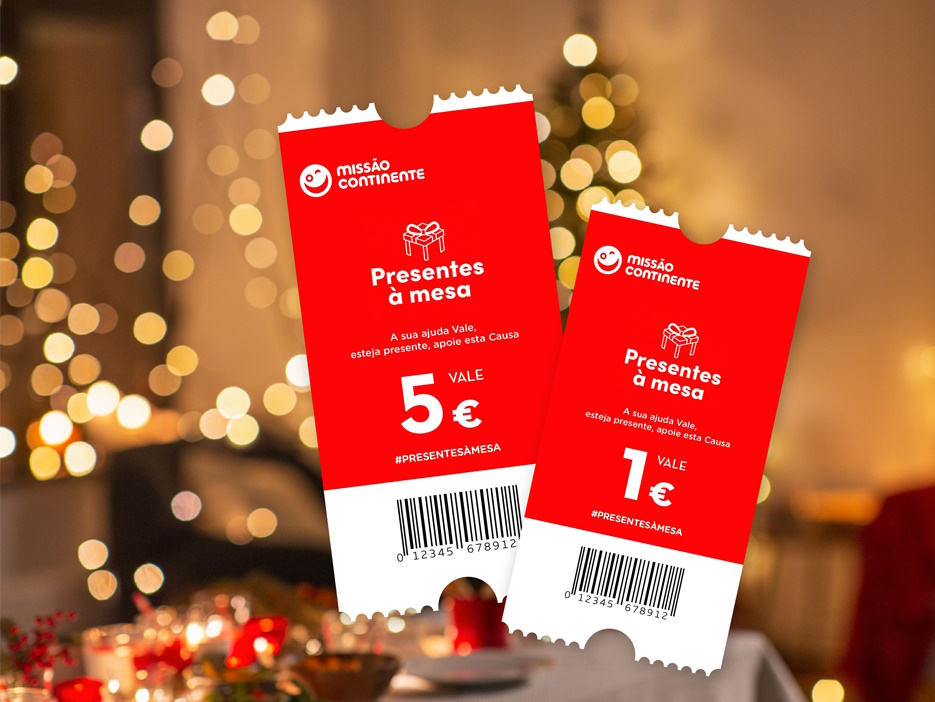 MISSÃO
CONTINENTE
Presentes
à mesa
A sua ajuda Vale,
esteja presente, apoie esta Causa
5 VALE
€
#PRESENTESÀMESA
0 12345 678912
MISSÃO
CONTINENTE
Presentes
à mesa
A sua ajuda Vale,
esteja presente, apoie esta Causa
1 VALE
€
#PRESENTESÀMESA
0 12345 678912